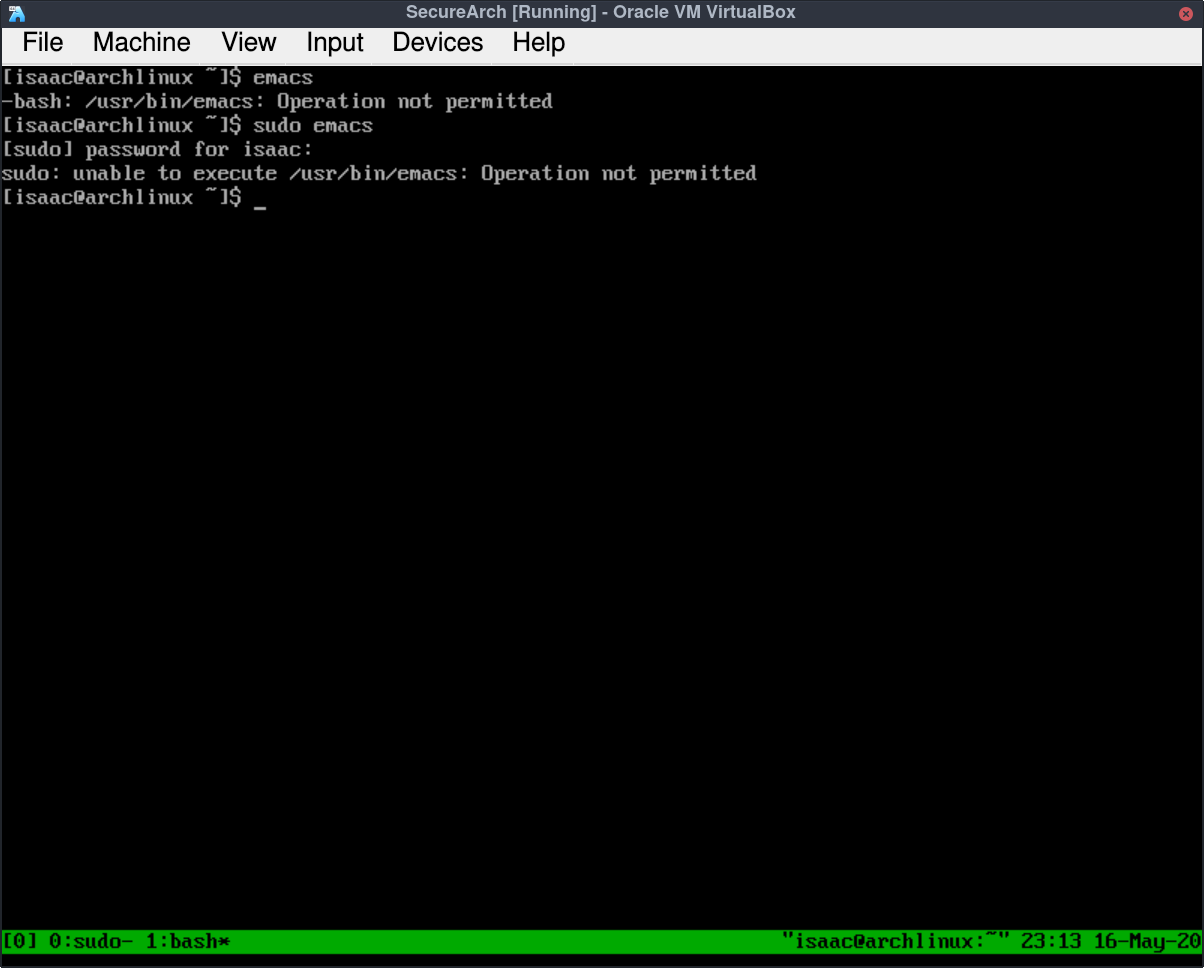 SecureArch [Running] - Oracle VM VirtualBox
File Machine View Input Devices Help
[isaac@archlinux ~]$ emacs
-bash: /usr/bin/emacs: Operation not permitted
[isaac@archlinux ~]$ sudo emacs
[sudo] password for isaac:
sudo: unable to execute /usr/bin/emacs: Operation not permitted
[isaac@archlinux ~]$ _
[0] 0:sudo- 1:bash* "isaac@archlinux:~" 23:13 16-May-20